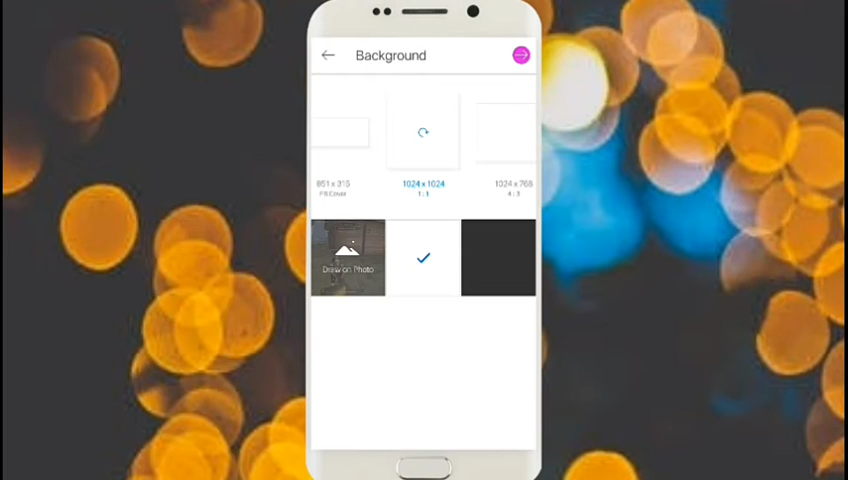 Background
851 x 315
FB Cover
1024 x 1024
1 : 1
1024 x 768
4 : 3
Draw on Photo